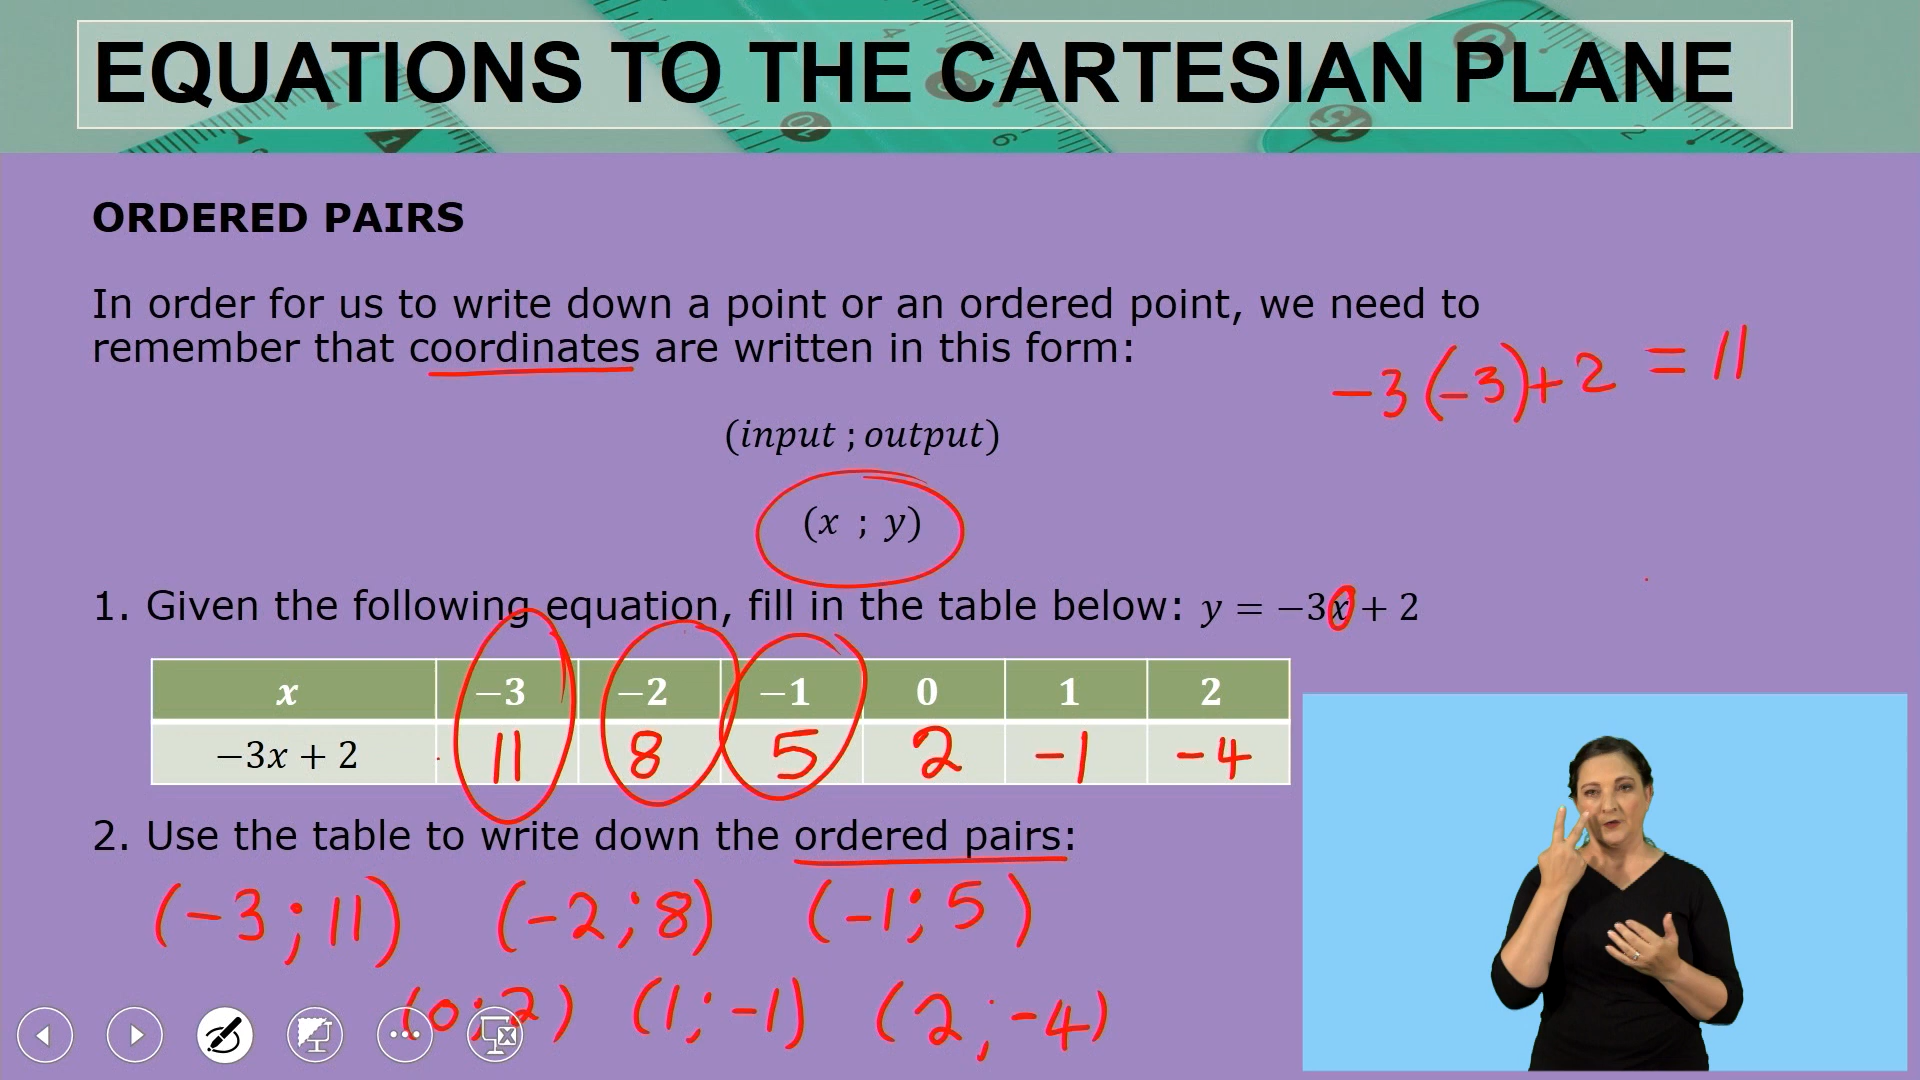 EQUATIONS TO THE CARTESIAN PLANE
ORDERED PAIRS
In order for us to write down a point or an ordered point, we need to
remember that coordinates are written in this form:
−3(−3)+2 = 11
(input ; output)
(x ; y)
1. Given the following equation, fill in the table below: y = −3x + 2
0
x −3 −2 −1 0 1 2
−3x + 2 11 8 5 2 −1 −4
2. Use the table to write down the ordered pairs:
(−3;11) (−2;8) (−1;5)
(0;2) (1;−1) (2;−4)